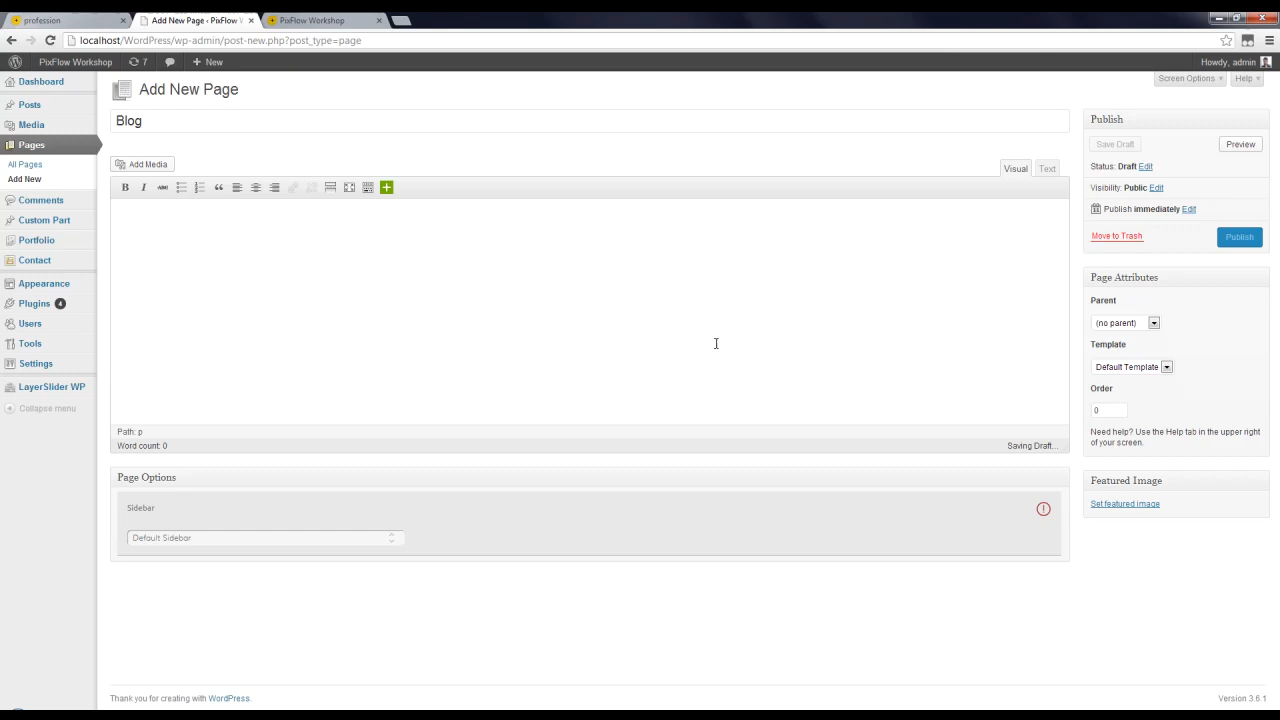 profession
Add New Page ‹ PixFlow W
PixFlow Workshop
localhost/WordPress/wp-admin/post-new.php?post_type=page
PixFlow Workshop
7
New
Howdy, admin
Dashboard
Posts
Media
Pages
All Pages
Add New
Comments
Custom Part
Portfolio
Contact
Appearance
Plugins 4
Users
Tools
Settings
LayerSlider WP
Collapse menu
Screen Options
Help
Add New Page
Blog
Add Media
Visual
Text
B
I
ABC
Path: p
Word count: 0
Saving Draft...
Page Options
Sidebar
Default Sidebar
Publish
Save Draft
Preview
Status: Draft Edit
Visibility: Public Edit
Publish immediately Edit
Move to Trash
Publish
Page Attributes
Parent
(no parent)
Template
Default Template
Order
0
Need help? Use the Help tab in the upper right
of your screen.
Featured Image
Set featured image
Thank you for creating with WordPress.
Version 3.6.1